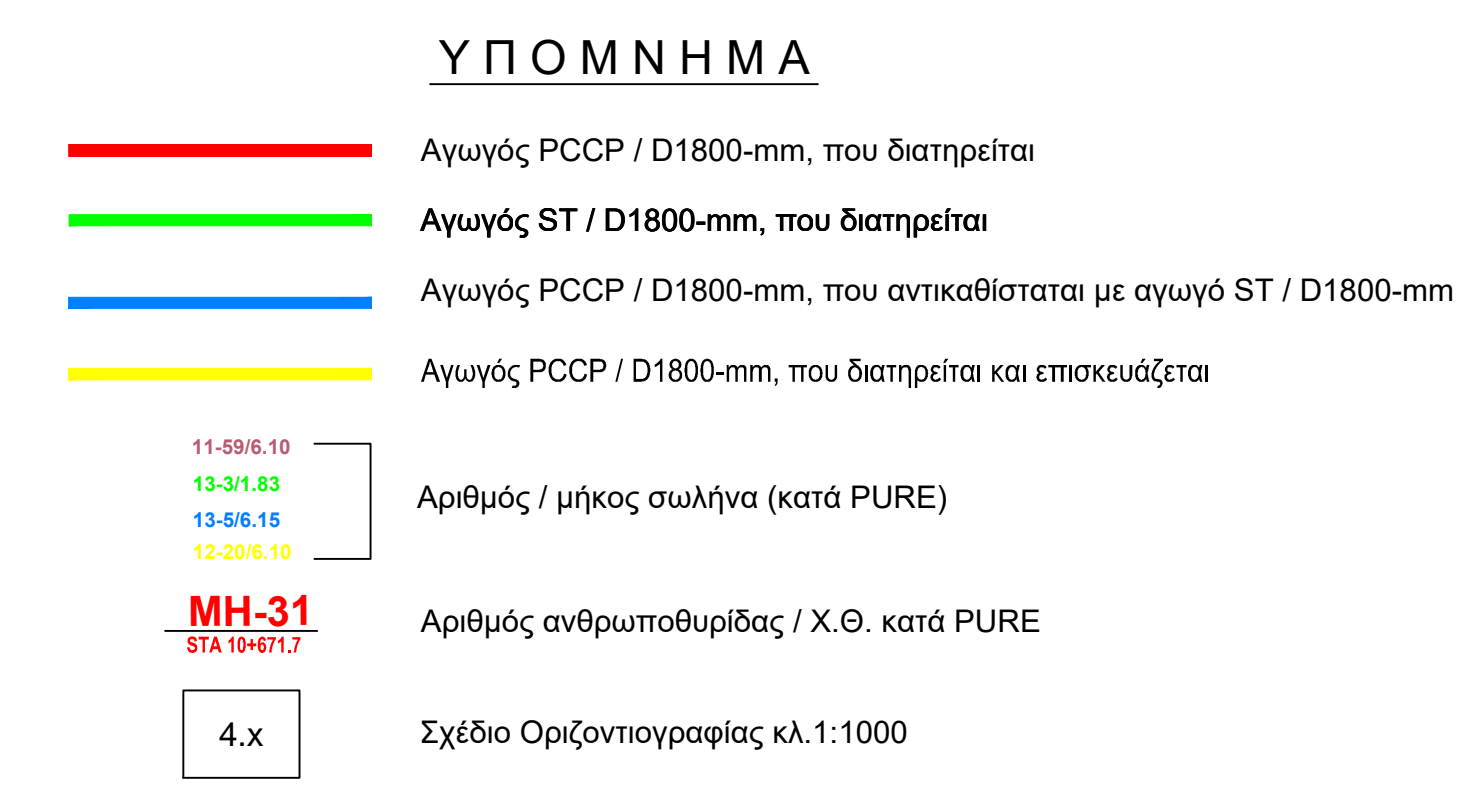 ΥΠΟΜΝΗΜΑ
Αγωγός PCCP / D1800-mm, που διατηρείται
Αγωγός ST / D1800-mm, που διατηρείται
Αγωγός PCCP / D1800-mm, που αντικαθίσταται με αγωγό ST / D1800-mm
Αγωγός PCCP / D1800-mm, που διατηρείται και επισκευάζεται
11-59/6.10
13-3/1.83
13-5/6.15
12-20/6.10
Αριθμός / μήκος σωλήνα (κατά PURE)
MH-31
STA 10+671.7
Αριθμός ανθρωποθυρίδας / Χ.Θ. κατά PURE
4.x
Σχέδιο Οριζοντιογραφίας κλ.1:1000